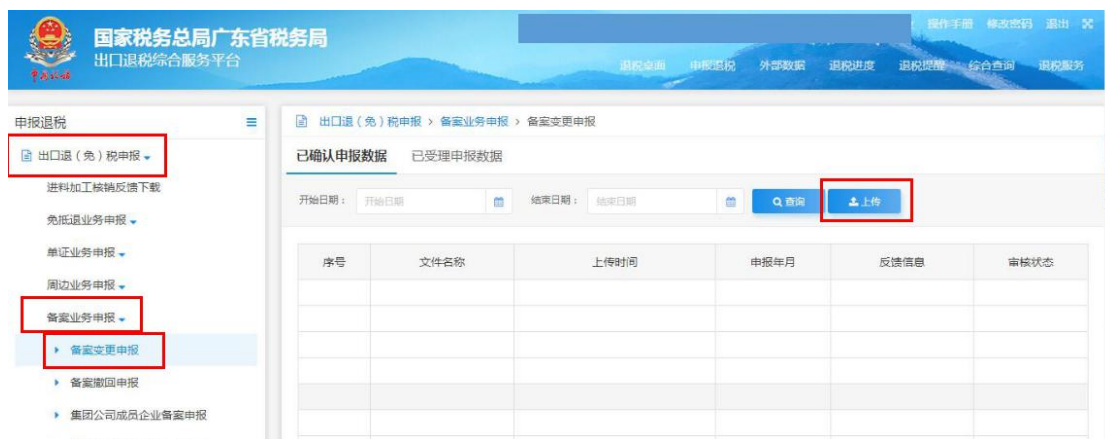 国家税务总局广东省税务局
出口退税综合服务平台
操作手册 修改密码 退出
退税桌面 申报退税 外部数据 退税进度 退税提醒 综合查询 退税服务
申报退税
出口退（免）税申报
进料加工核销反馈下载
免抵退业务申报
单证业务申报
周边业务申报
备案业务申报
备案变更申报
备案撤回申报
集团公司成员企业备案申报
出口退（免）税申报 › 备案业务申报 › 备案变更申报
已确认申报数据 已受理申报数据
开始日期： 开始日期 结束日期： 结束日期 查询 上传
序号 文件名称 上传时间 申报年月 反馈信息 审核状态